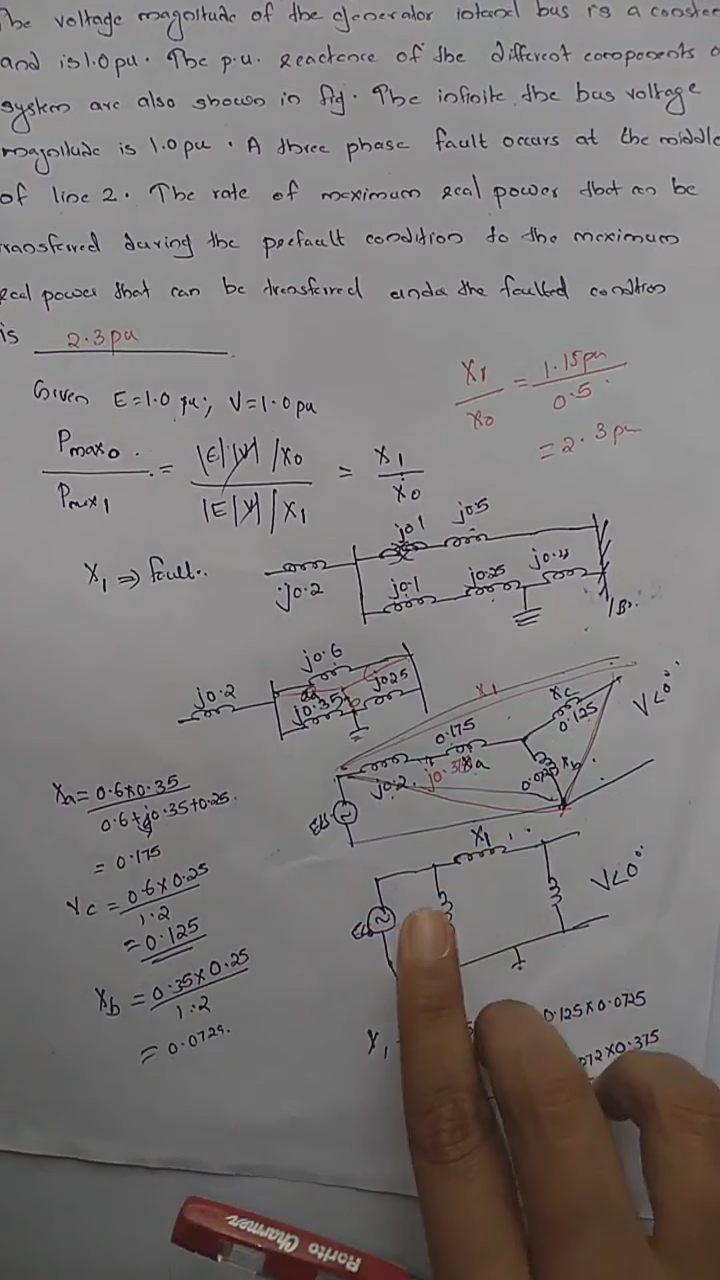 The voltage magnitude of the generator internal bus is a constan
and is 1.0 pu. The p.u. reactance of the different components o
system are also shown in fig. The infinite the bus voltage
magnitude is 1.0 pu. A three phase fault occurs at the middle
of line 2. The rate of maximum real power that can be
transferred during the prefault condition to the maximum
real power that can be transferred under the faulted condition
is 2.3 pu.
Given E=1.0 pu; V=1.0 pu
X1/X0 = 1.15pu/0.5
= 2.3 pu
Pmax0/Pmax1 = |E||V|/X0 / |E||V|/X1 = X1/X0
X1 ⇒ fault..
j0.2
j0.1 j0.5
j0.1 j0.25
j0.2
j0.6
j0.35 j0.25
j0.2 0.175
Xa
Xc
0.125
Xb
X1
V∠0°
Xa = 0.6×0.35
0.6+j0.35+0.25
= 0.175
Xc = 0.6×0.25
1.2
= 0.125
Xb = 0.35×0.25
1.2
= 0.0729.
X1
V∠0°
X1
0.125×0.0725
072×0.375
Rorito Charmer